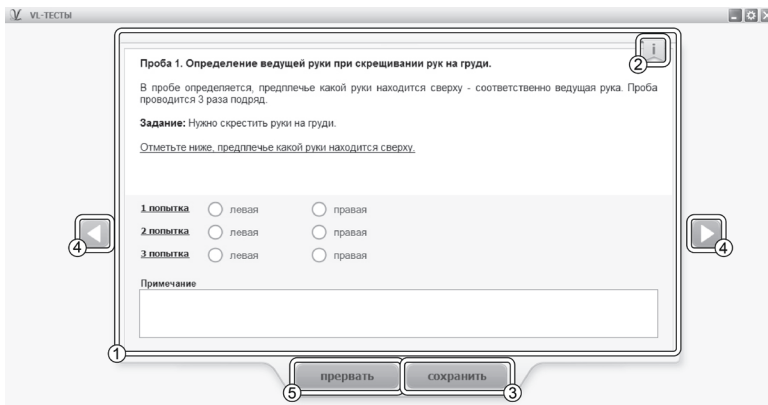 VL-ТЕСТЫ
i
2
Проба 1. Определение ведущей руки при скрещивании рук на груди.
В пробе определяется, предплечье какой руки находится сверху - соответственно ведущая рука. Проба
проводится 3 раза подряд.
Задание: Нужно скрестить руки на груди.
Отметьте ниже, предплечье какой руки находится сверху.
1 попытка левая правая
2 попытка левая правая
4
4
3 попытка левая правая
Примечание
1
прервать сохранить
5
3